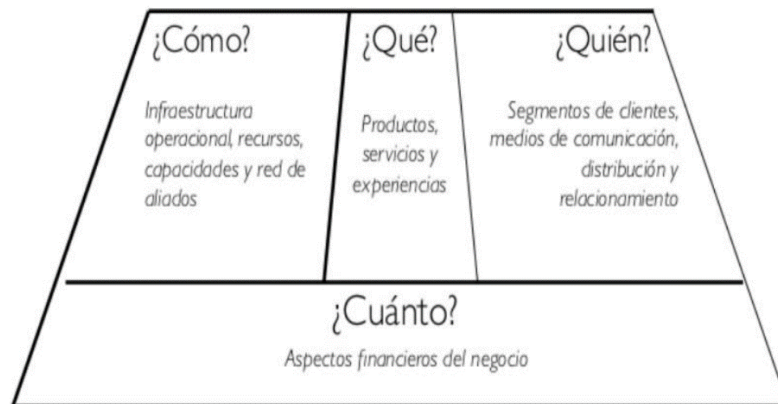 ¿Cómo?
Infraestructura
operacional, recursos,
capacidades y red de
aliados
¿Qué?
Productos,
servicios y
experiencias
¿Quién?
Segmentos de clientes,
medios de comunicación,
distribución y
relacionamiento
¿Cuánto?
Aspectos financieros del negocio